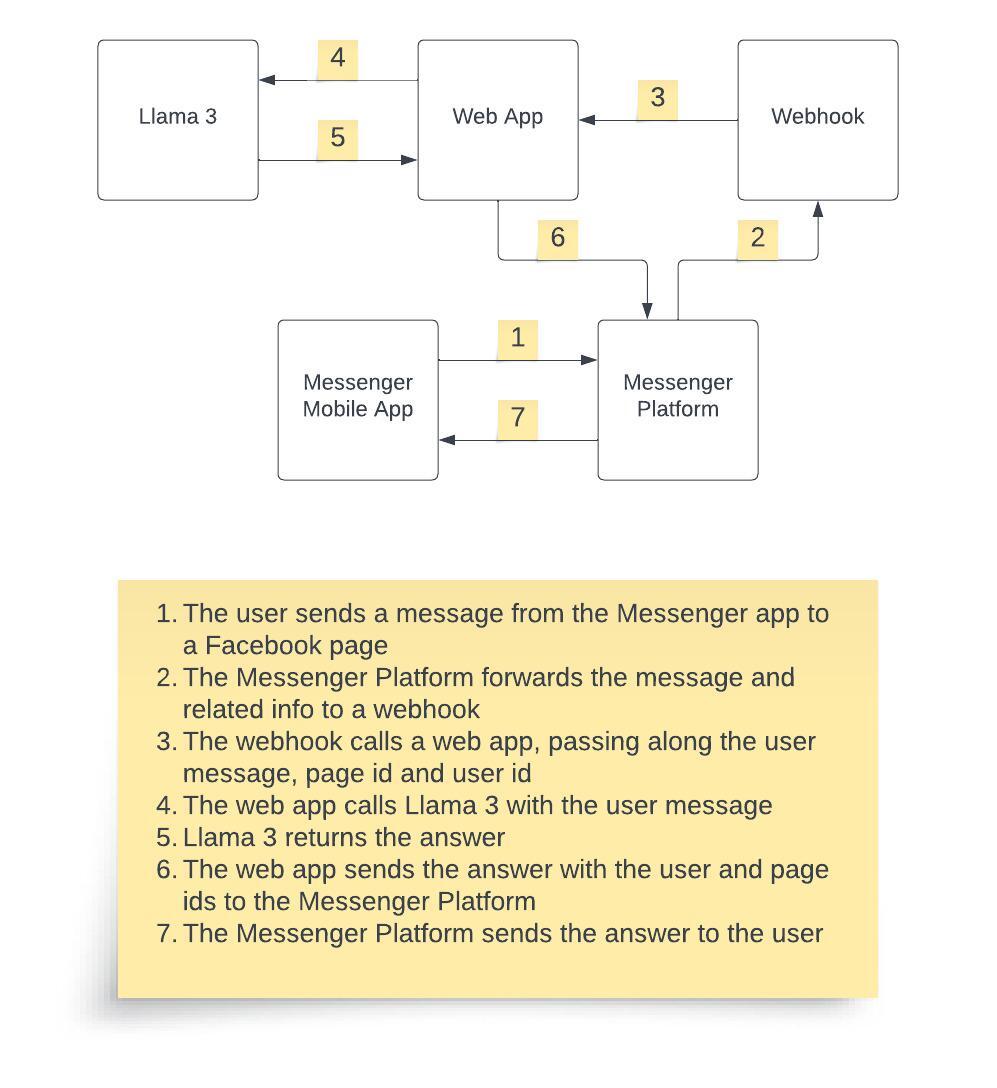 4
Llama 3
Web App
3
Webhook
5
6
2
Messenger
Mobile App
1
Messenger
Platform
7
1. The user sends a message from the Messenger app to
a Facebook page
2. The Messenger Platform forwards the message and
related info to a webhook
3. The webhook calls a web app, passing along the user
message, page id and user id
4. The web app calls Llama 3 with the user message
5. Llama 3 returns the answer
6. The web app sends the answer with the user and page
ids to the Messenger Platform
7. The Messenger Platform sends the answer to the user